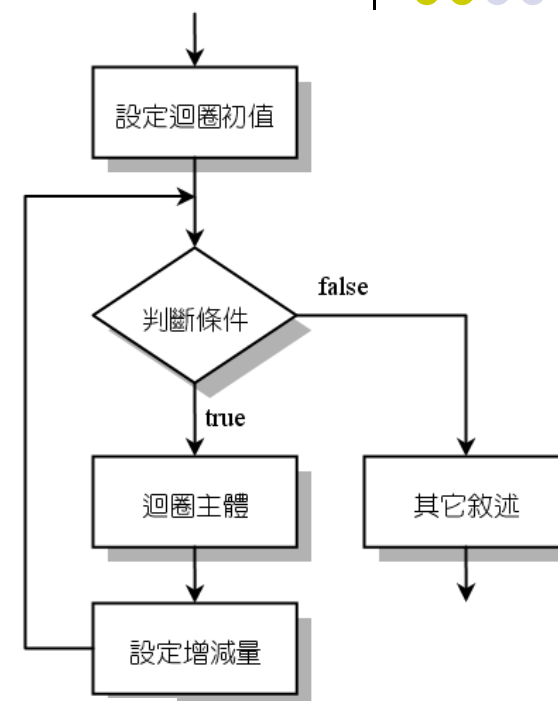 設定迴圈初值
判斷條件
false
true
迴圈主體
其它敘述
設定增減量